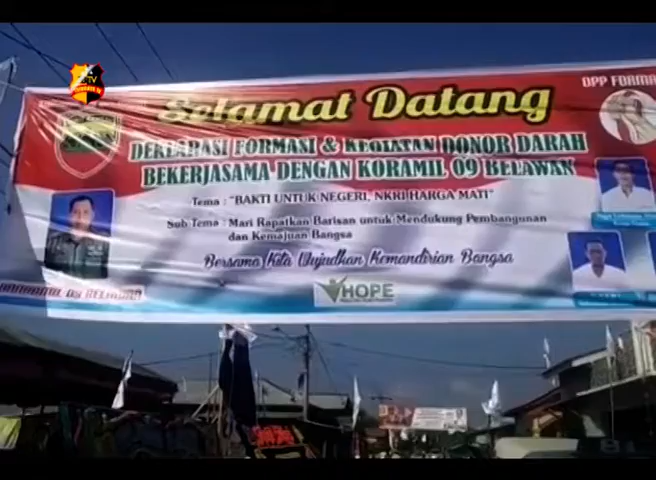 DPP FORMAS
Selamat Datang
DEKLARASI FORMASI & KEGIATAN DONOR DARAH
BEKERJASAMA DENGAN KORAMIL 09 BELAWAN
Tema : "BAKTI UNTUK NEGERI, NKRI HARGA MATI"
Sub Tema : Mari Rapatkan Barisan untuk Mendukung Pembangunan
dan Kemajuan Bangsa
Bersama Kita Wujudkan Kemandirian Bangsa
HOPE